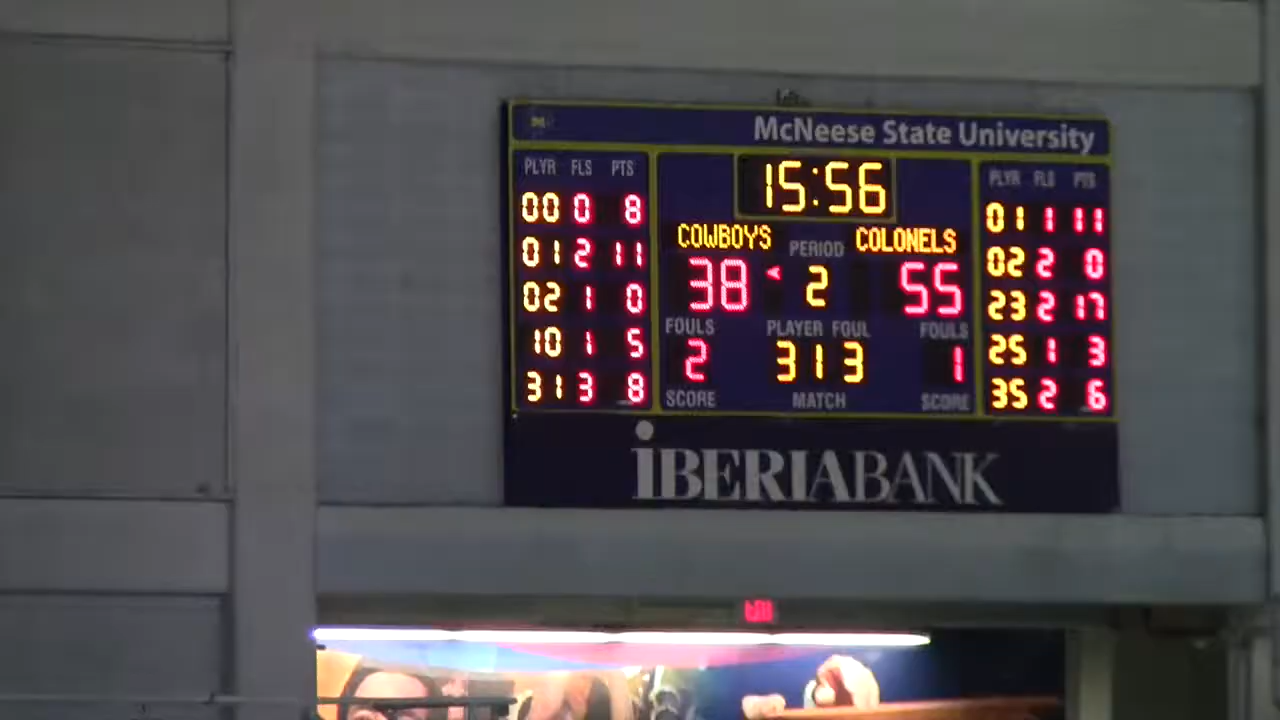 McNeese State University
PLYR FLS PTS
00 0 8
01 2 11
02 1 0
10 1 5
31 3 8
15:56
COWBOYS PERIOD COLONELS
38 2 55
FOULS PLAYER FOUL FOULS
2 31 3 1
SCORE MATCH SCORE
PLYR FLS PTS
01 1 11
02 2 0
23 2 17
25 1 3
35 2 6
iBERIABANK